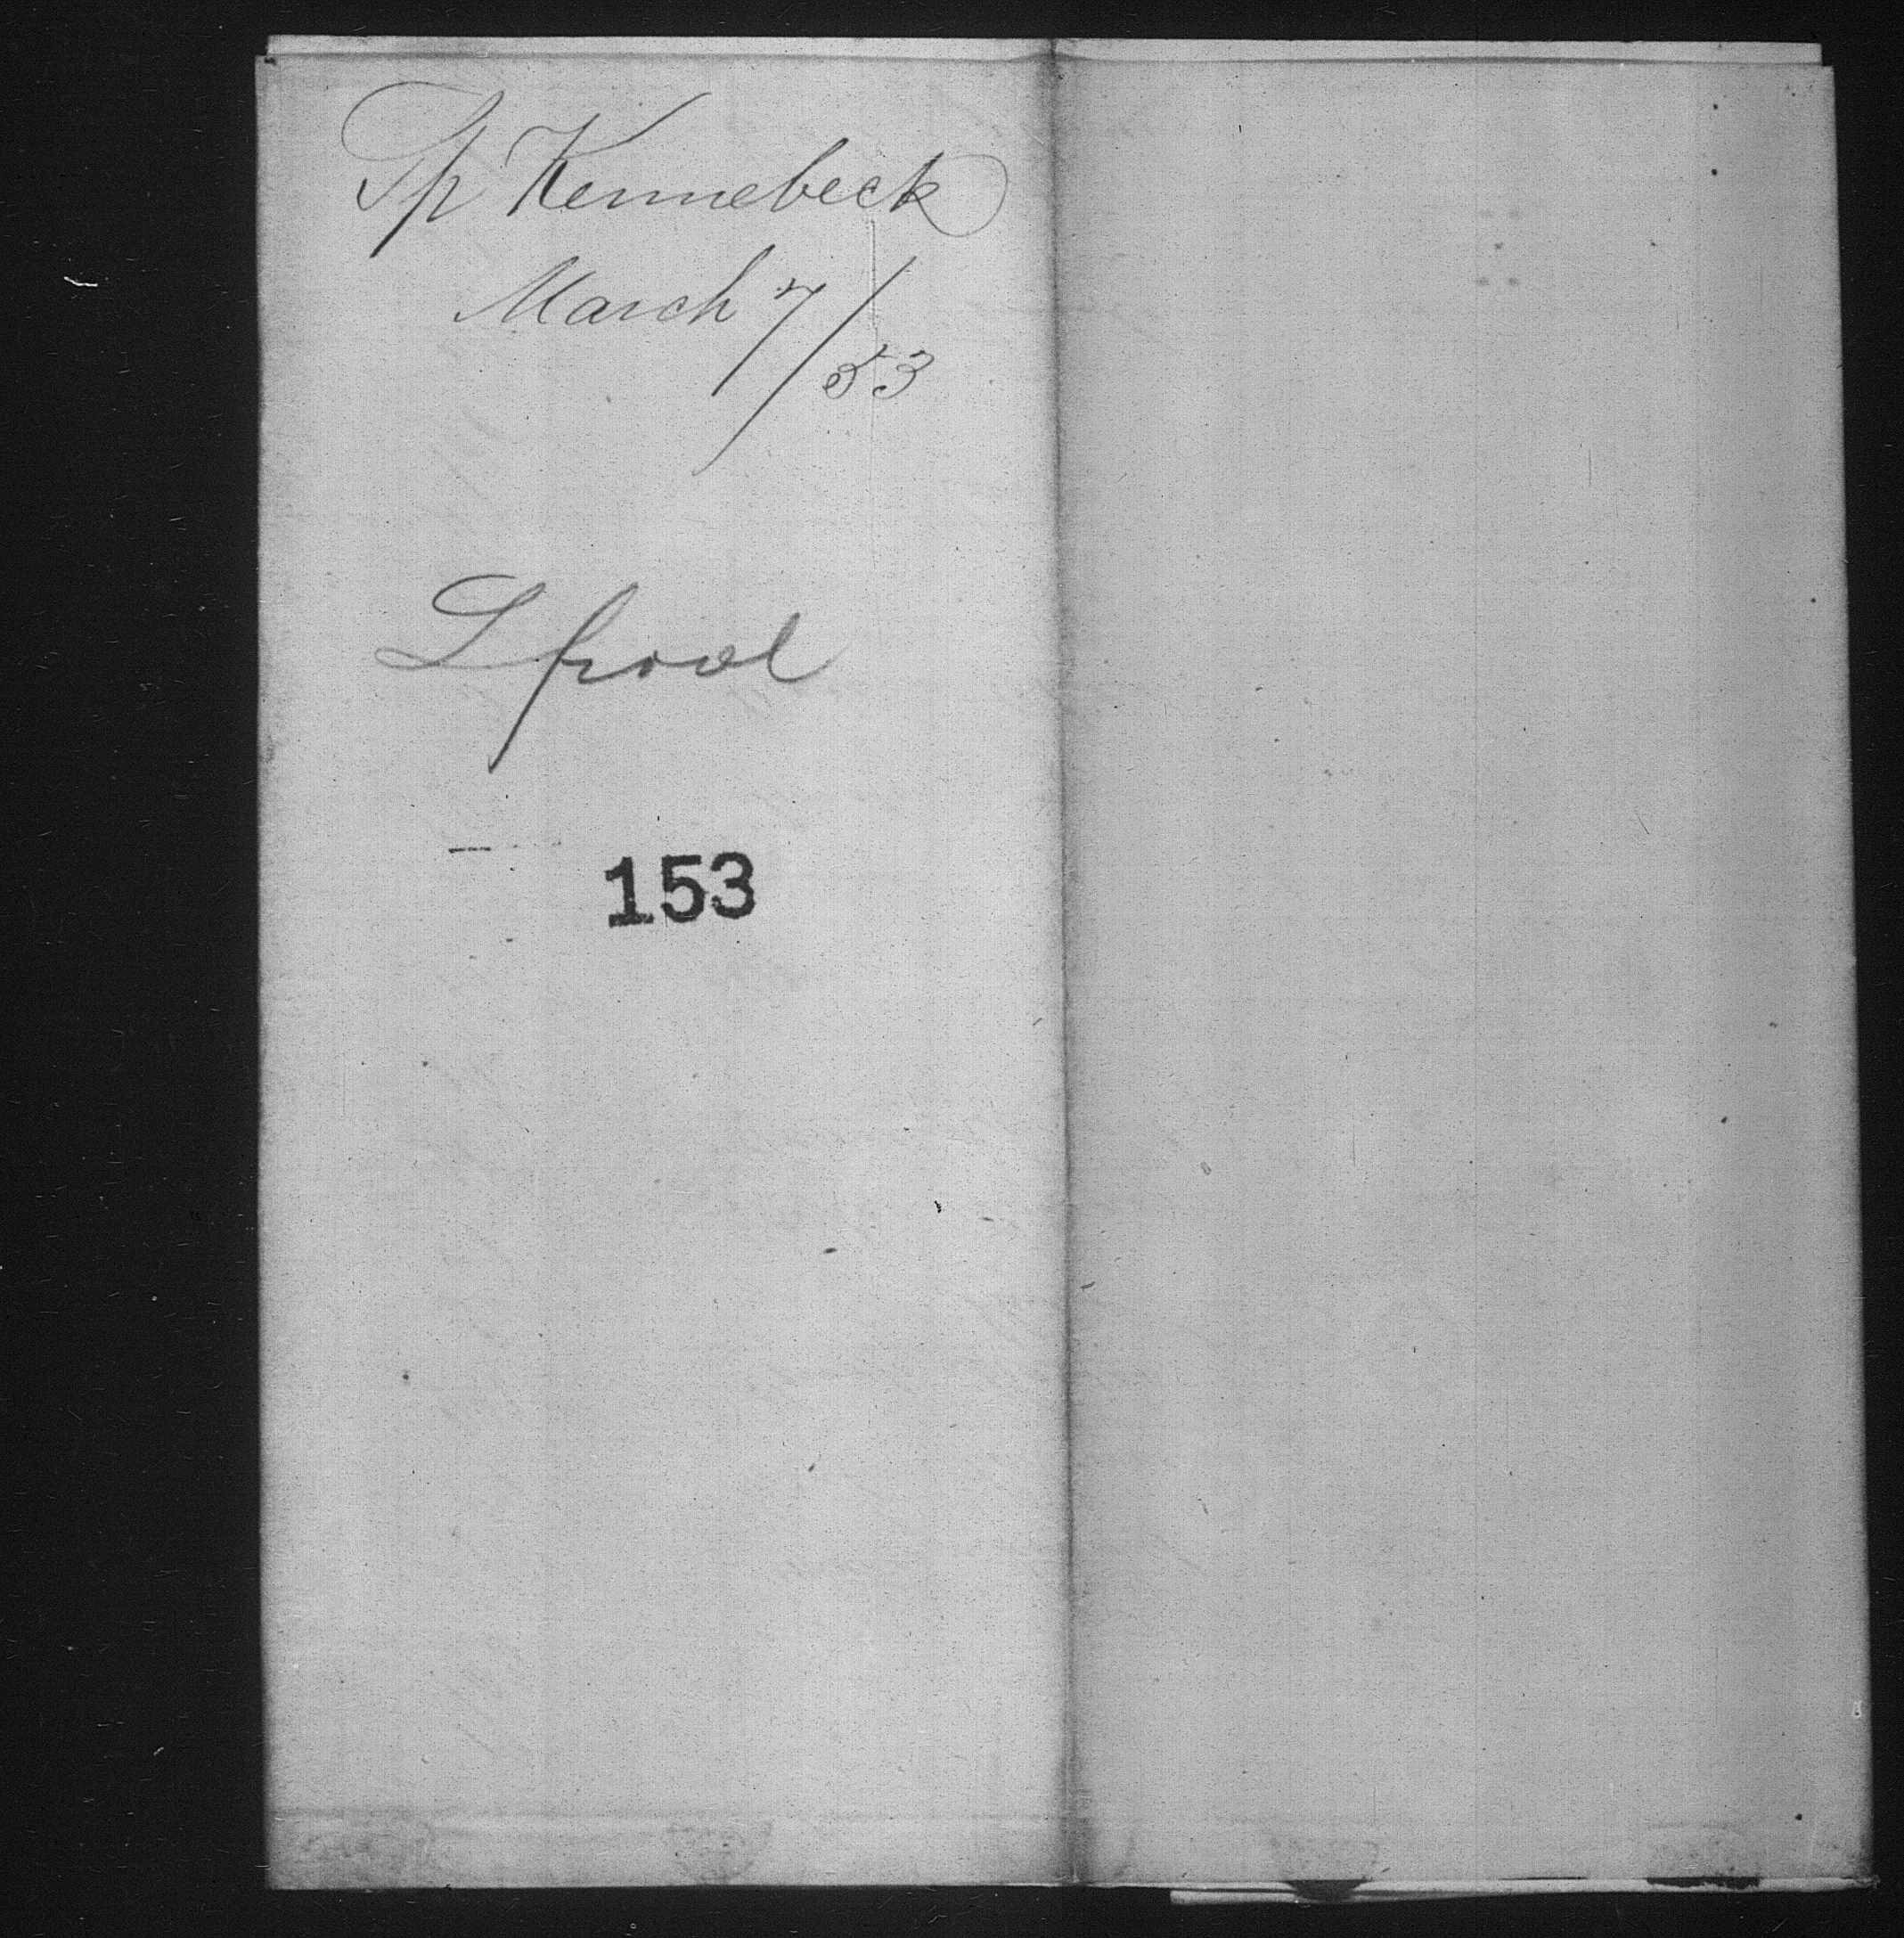 Sp Kennebeck
March 7/53
L pool
153